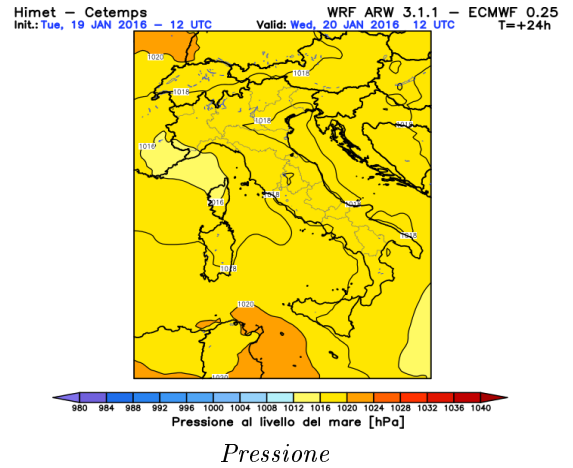 Himet – Cetemps WRF ARW 3.1.1 – ECMWF 0.25
Init.: Tue, 19 JAN 2016 – 12 UTC Valid: Wed, 20 JAN 2016 12 UTC T=+24h
1020
1018
1018
1018
1016
1018
1018
1018
1020
980 984 988 992 996 1000 1004 1008 1012 1016 1020 1024 1028 1032 1036 1040
Pressione al livello del mare [hPa]
Pressione